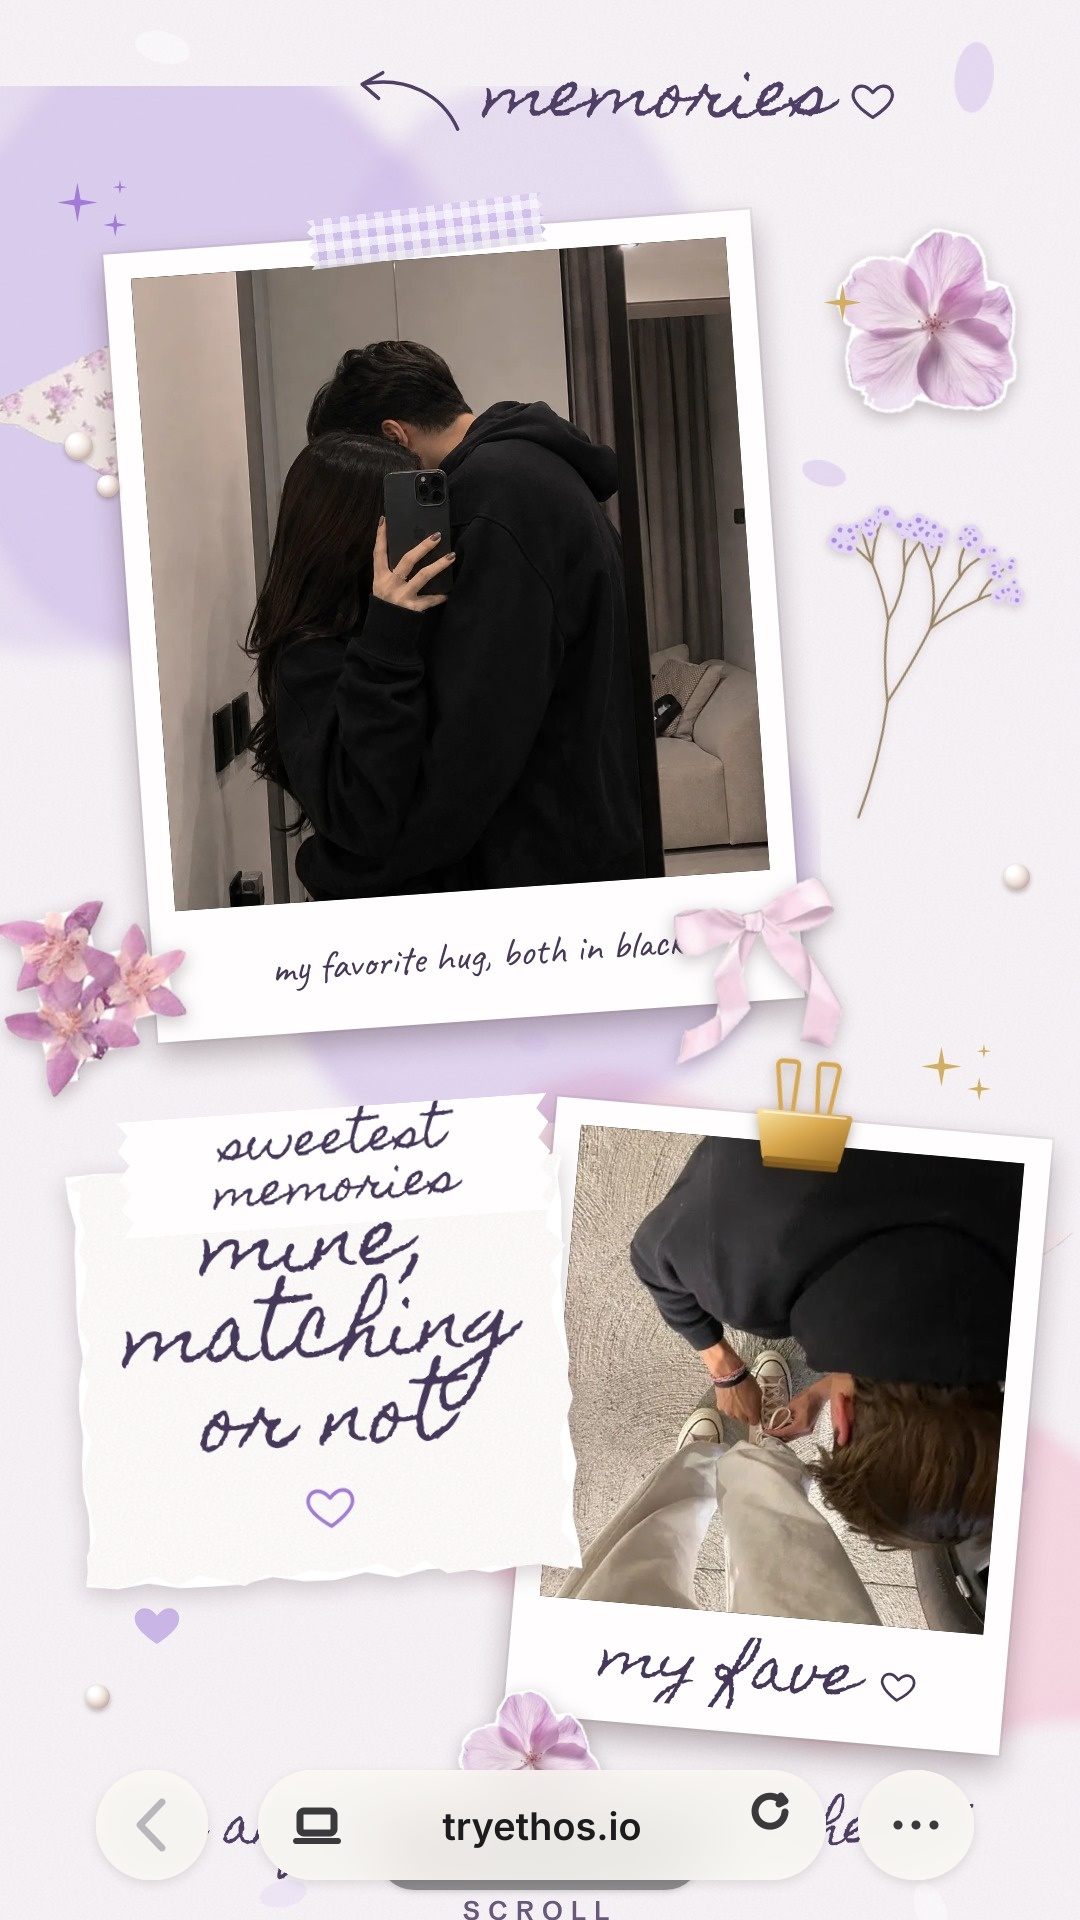 memories
my favorite hug, both in black
sweetest
memories
mine,
matching
or not
my fave
tryethos.io
SCROLL